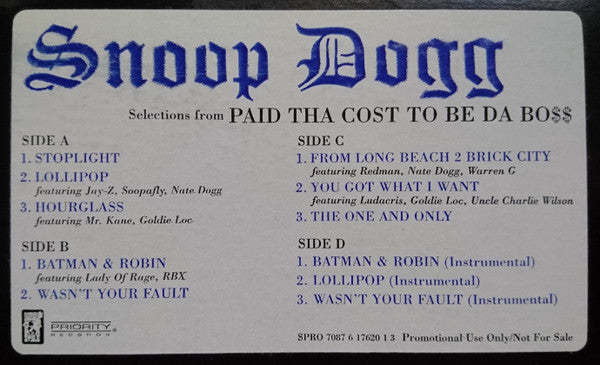 Snoop Dogg
Selections from PAID THA COST TO BE DA BO$$
SIDE A
1. STOPLIGHT
2. LOLLIPOP
featuring Jay-Z, Soopafly, Nate Dogg
3. HOURGLASS
featuring Mr. Kane, Goldie Loc
SIDE B
1. BATMAN & ROBIN
featuring Lady Of Rage, RBX
2. WASN'T YOUR FAULT
SIDE C
1. FROM LONG BEACH 2 BRICK CITY
featuring Redman, Nate Dogg, Warren G
2. YOU GOT WHAT I WANT
featuring Ludacris, Goldie Loc, Uncle Charlie Wilson
3. THE ONE AND ONLY
SIDE D
1. BATMAN & ROBIN (Instrumental)
2. LOLLIPOP (Instrumental)
3. WASN'T YOUR FAULT (Instrumental)
PRIORITY®
RECORDS
SPRO 7087 6 17620 1 3 Promotional Use Only/Not For Sale